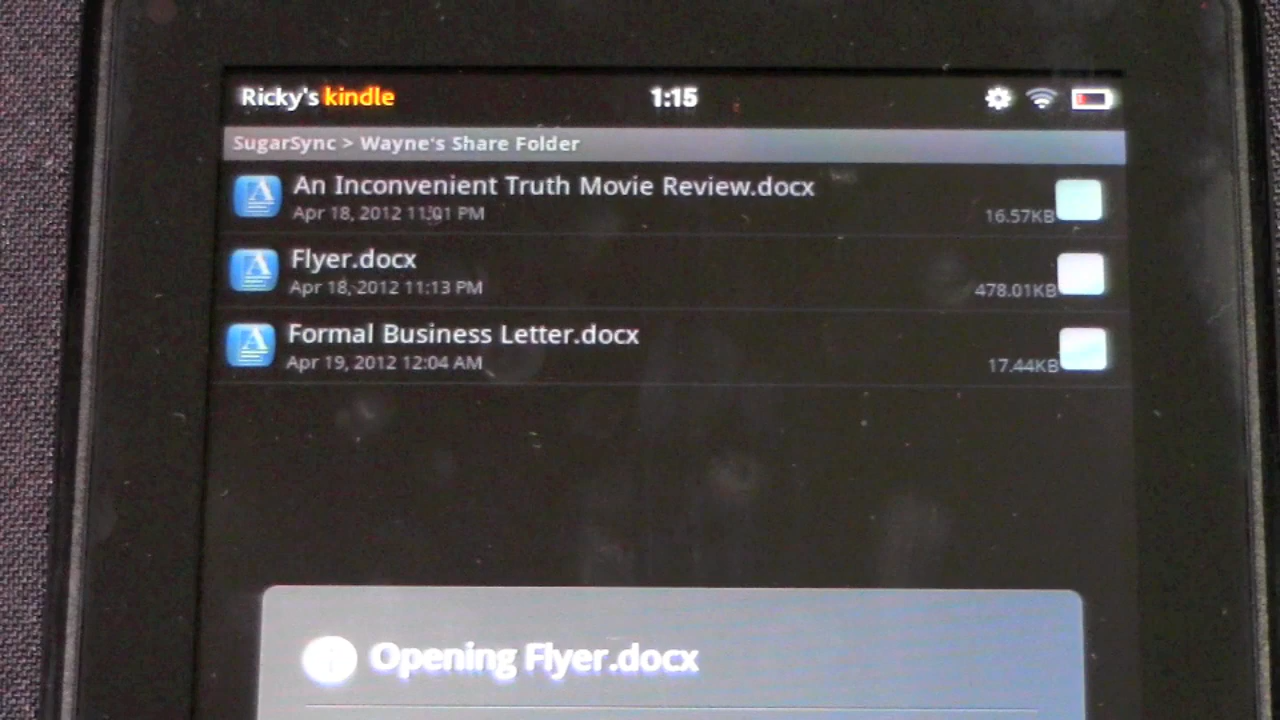 Ricky's kindle 1:15
SugarSync > Wayne's Share Folder
An Inconvenient Truth Movie Review.docx
Apr 18, 2012 11:01 PM 16.57KB
Flyer.docx
Apr 18, 2012 11:13 PM 478.01KB
Formal Business Letter.docx
Apr 19, 2012 12:04 AM 17.44KB
Opening Flyer.docx